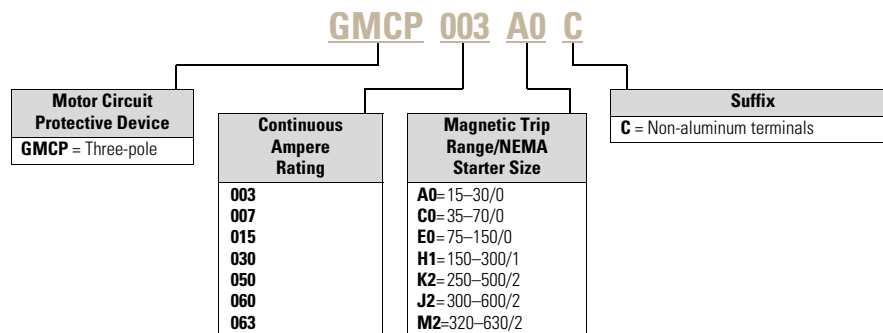 GMCP 003 A0 C
Motor Circuit
Protective Device
GMCP = Three-pole
Continuous
Ampere
Rating
003
007
015
030
050
060
063
Magnetic Trip
Range/NEMA
Starter Size
A0=15–30/0
C0=35–70/0
E0=75–150/0
H1=150–300/1
K2=250–500/2
J2=300–600/2
M2=320–630/2
Suffix
C = Non-aluminum terminals